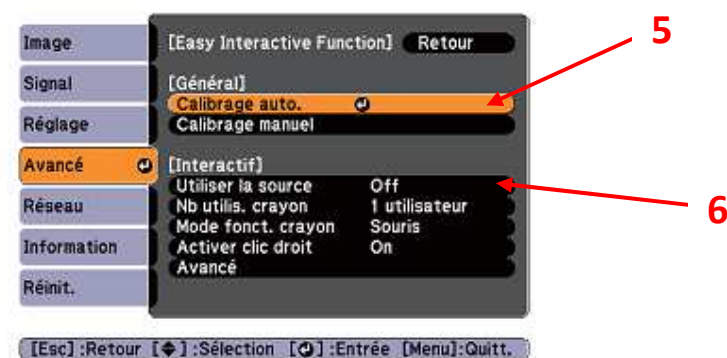 Image
Signal
Réglage
Avancé
Réseau
Information
Réinit.
[Easy Interactive Function] Retour
[Général]
Calibrage auto.
Calibrage manuel
[Interactif]
Utiliser la source Off
Nb utilis. crayon 1 utilisateur
Mode fonct. crayon Souris
Activer clic droit On
Avancé
5
6
[Esc] :Retour [◆] :Sélection [⏎] :Entrée [Menu]:Quitt.